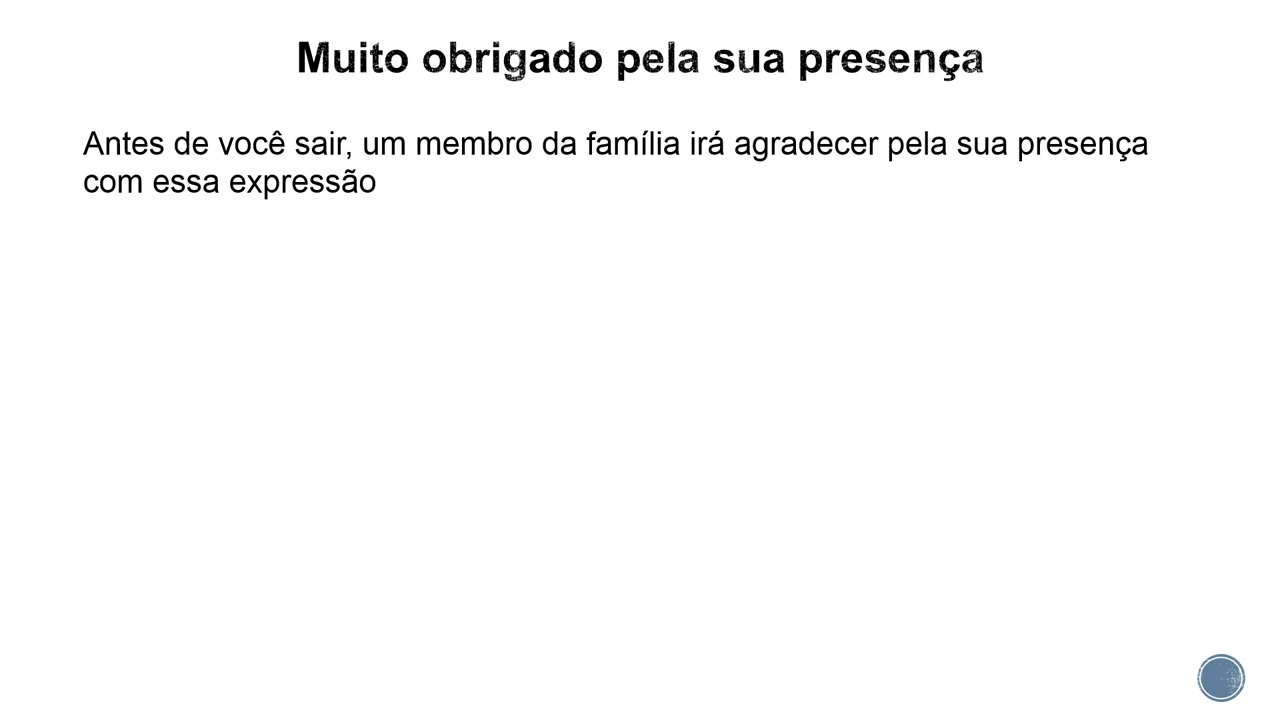 Muito obrigado pela sua presença
Antes de você sair, um membro da família irá agradecer pela sua presença
com essa expressão